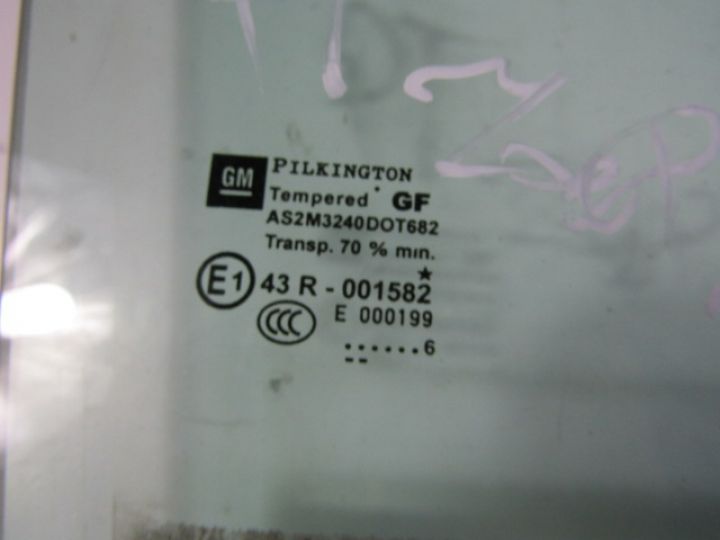 GM
PILKINGTON
Tempered GF
AS2M3240DOT682
Transp. 70 % min.
E1 43 R - 001582
CCC E 000199
......6
--